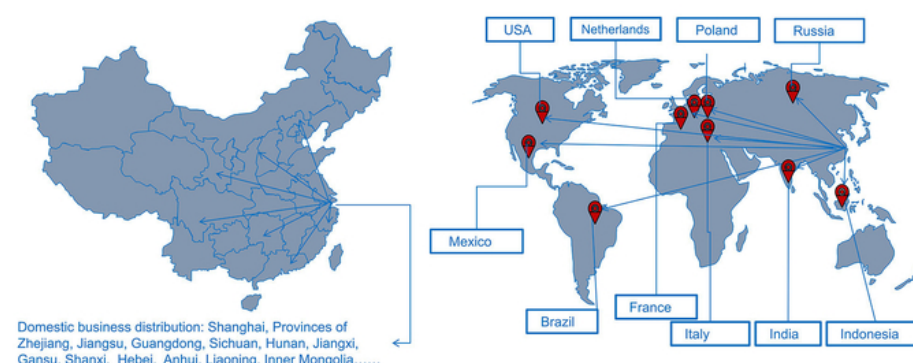 USA
Netherlands
Poland
Russia
Mexico
Brazil
France
Italy
India
Indonesia
Domestic business distribution: Shanghai, Provinces of
Zhejiang, Jiangsu, Guangdong, Sichuan, Hunan, Jiangxi,
Gansu, Shanxi, Hebei, Anhui, Liaoning, Inner Mongolia……